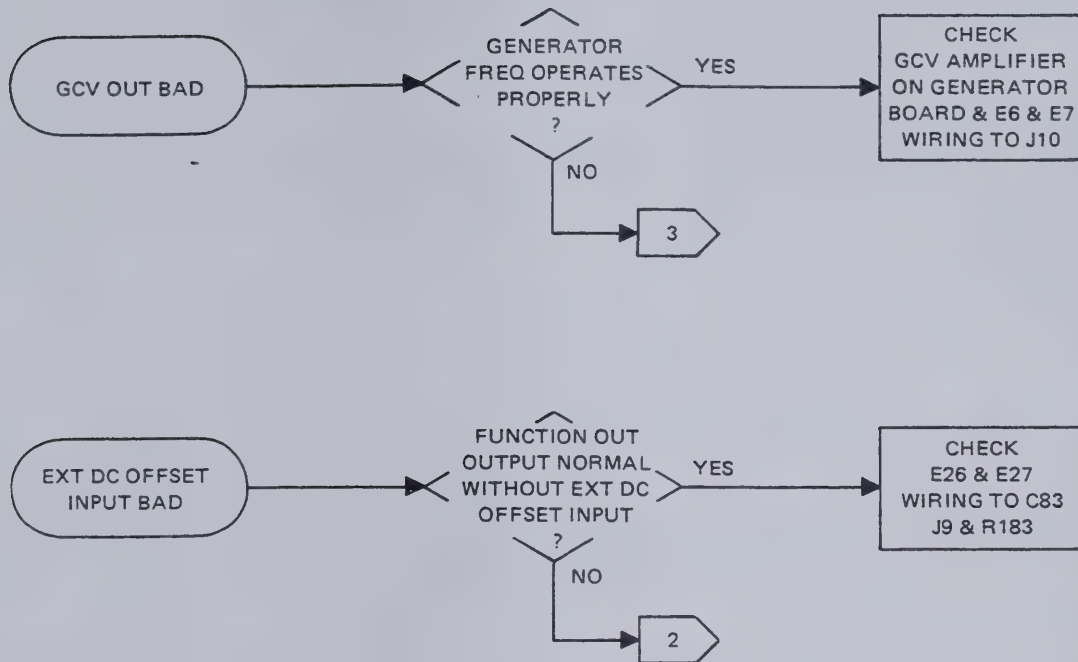 GCV OUT BAD
GENERATOR
FREQ OPERATES
PROPERLY
?
YES
CHECK
GCV AMPLIFIER
ON GENERATOR
BOARD & E6 & E7
WIRING TO J10
NO
3
EXT DC OFFSET
INPUT BAD
FUNCTION OUT
OUTPUT NORMAL
WITHOUT EXT DC
OFFSET INPUT
?
YES
CHECK
E26 & E27
WIRING TO C83
J9 & R183
NO
2